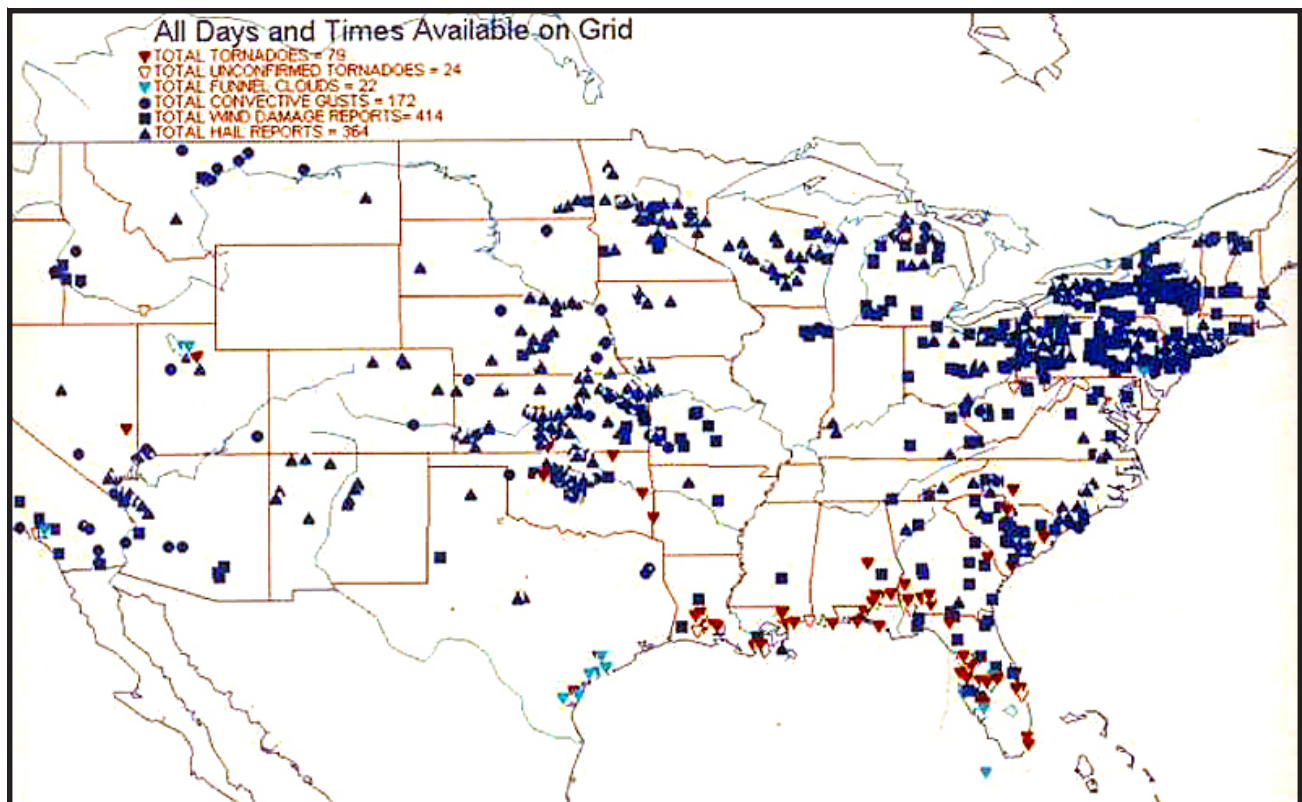 All Days and Times Available on Grid
TOTAL TORNADOES = 79
TOTAL UNCONFIRMED TORNADOES = 24
TOTAL FUNNEL CLOUDS = 22
TOTAL CONVECTIVE GUSTS = 172
TOTAL WIND DAMAGE REPORTS= 414
TOTAL HAIL REPORTS = 364